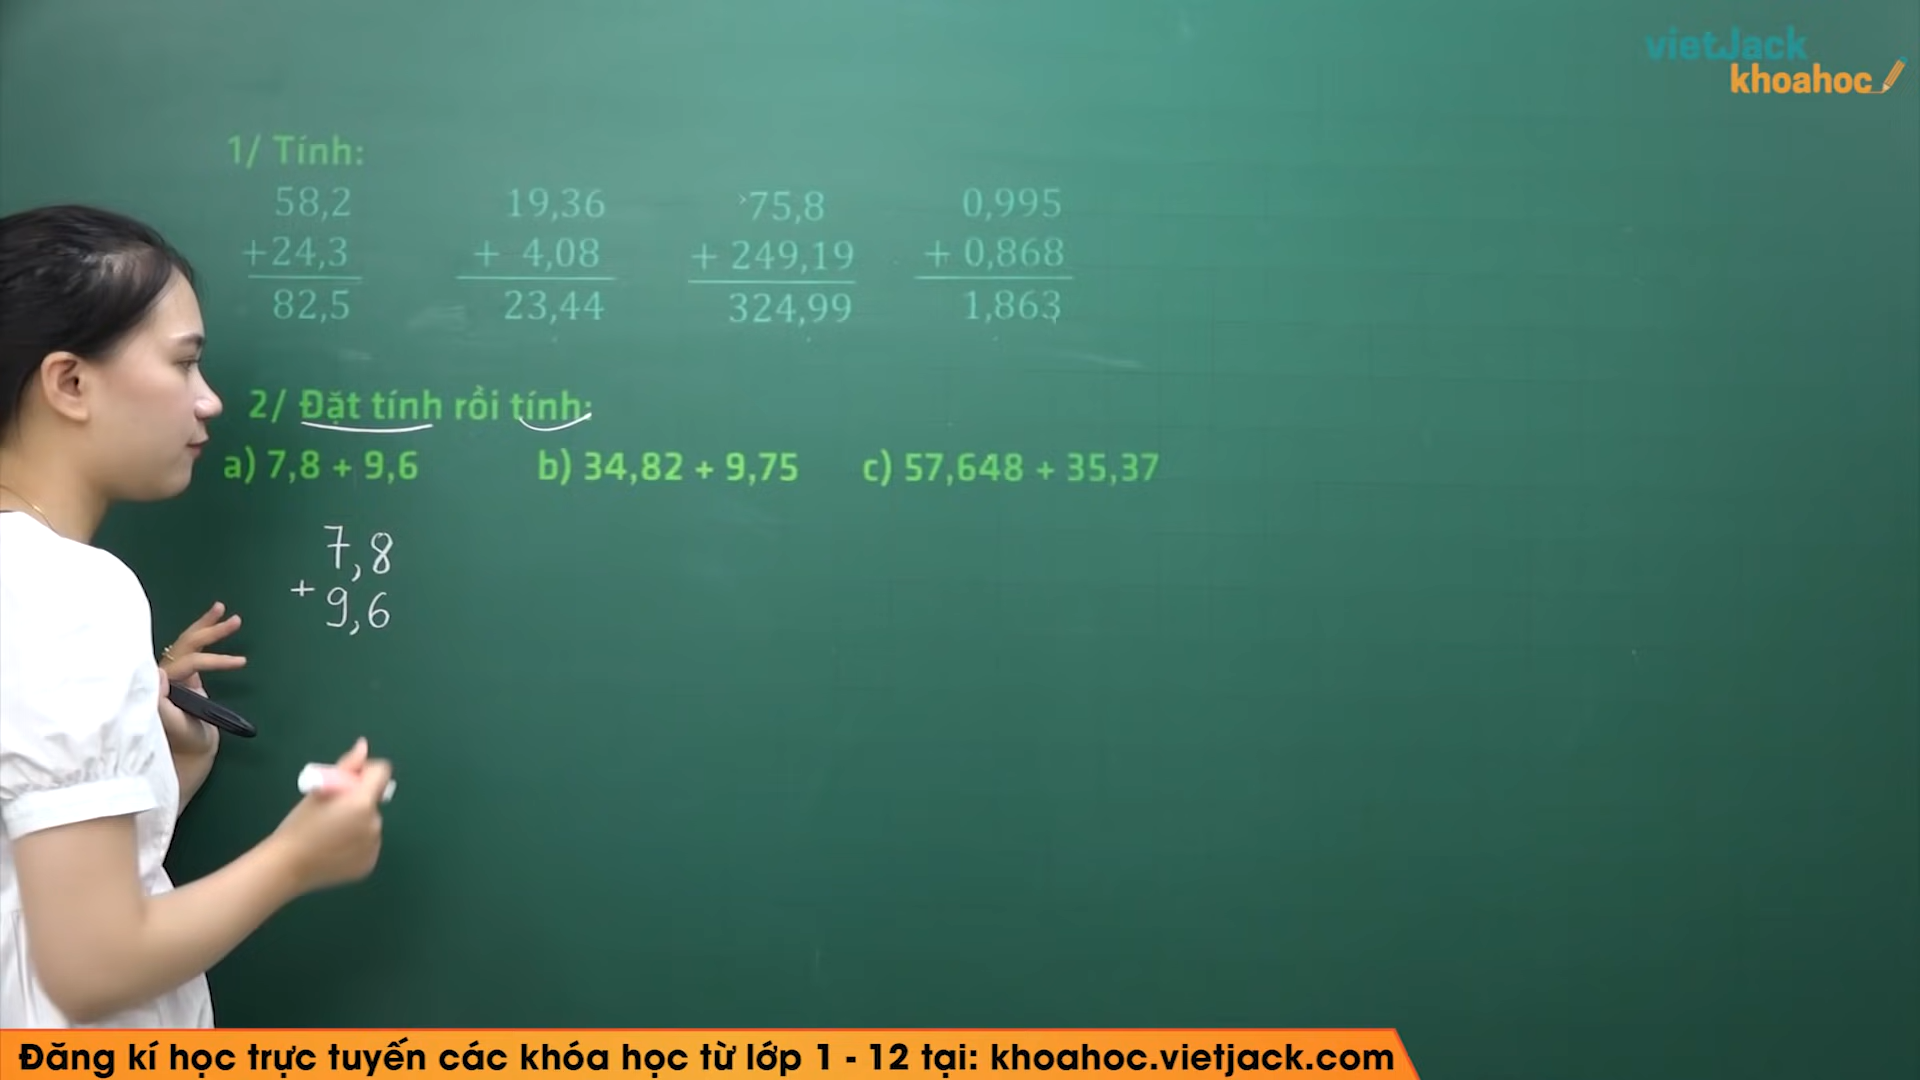 vietJack
khoahoc
1/ Tính:
58,2 19,36 75,8 0,995
+24,3 + 4,08 + 249,19 + 0,868
82,5 23,44 324,99 1,863
2/ Đặt tính rồi tính:
a) 7,8 + 9,6 b) 34,82 + 9,75 c) 57,648 + 35,37
7,8
+
9,6
Đăng kí học trực tuyến các khóa học từ lớp 1 - 12 tại: khoahoc.vietjack.com